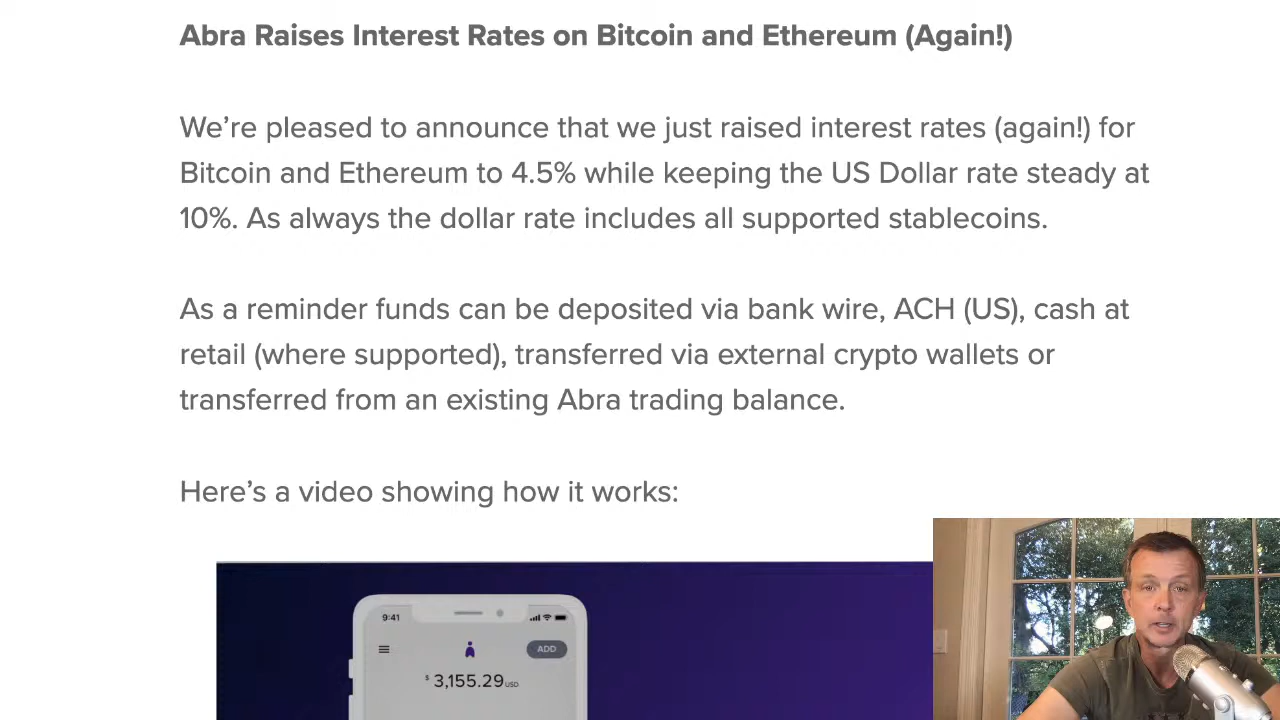 Abra Raises Interest Rates on Bitcoin and Ethereum (Again!)
We’re pleased to announce that we just raised interest rates (again!) for
Bitcoin and Ethereum to 4.5% while keeping the US Dollar rate steady at
10%. As always the dollar rate includes all supported stablecoins.
As a reminder funds can be deposited via bank wire, ACH (US), cash at
retail (where supported), transferred via external crypto wallets or
transferred from an existing Abra trading balance.
Here’s a video showing how it works:
9:41
ADD
$ 3,155.29 USD